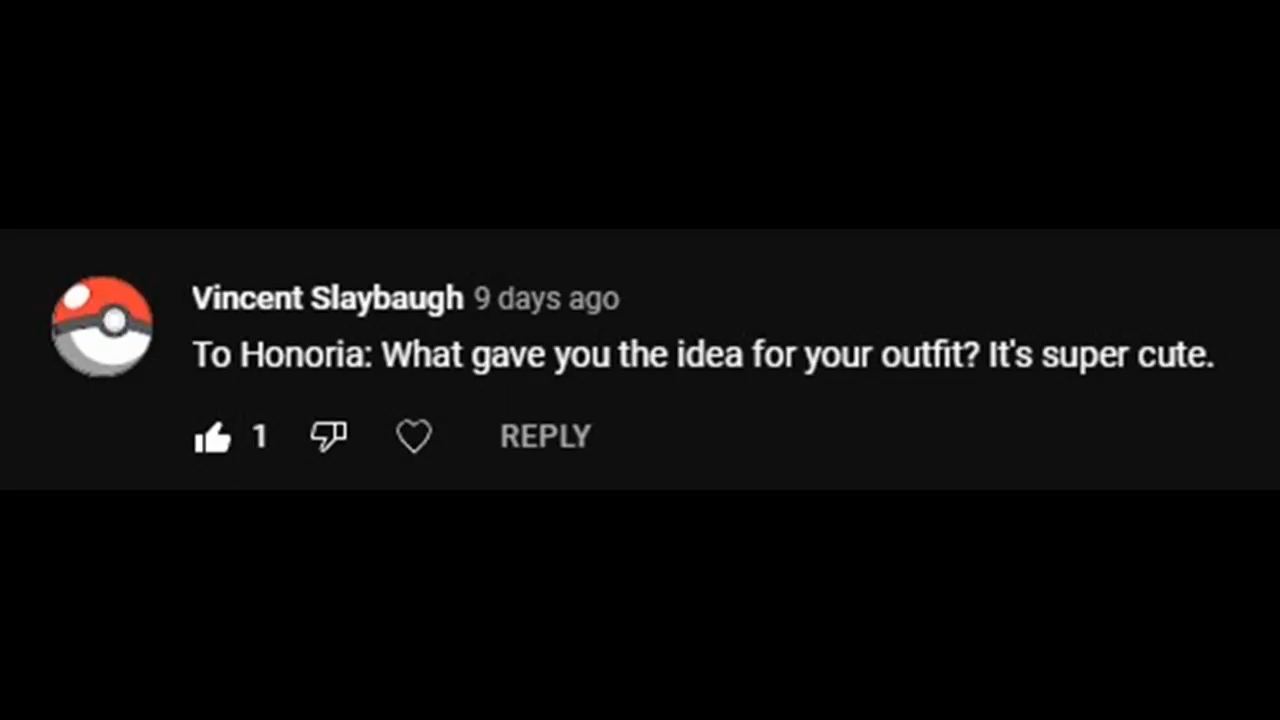 Vincent Slaybaugh 9 days ago
To Honoria: What gave you the idea for your outfit? It's super cute.
1 REPLY